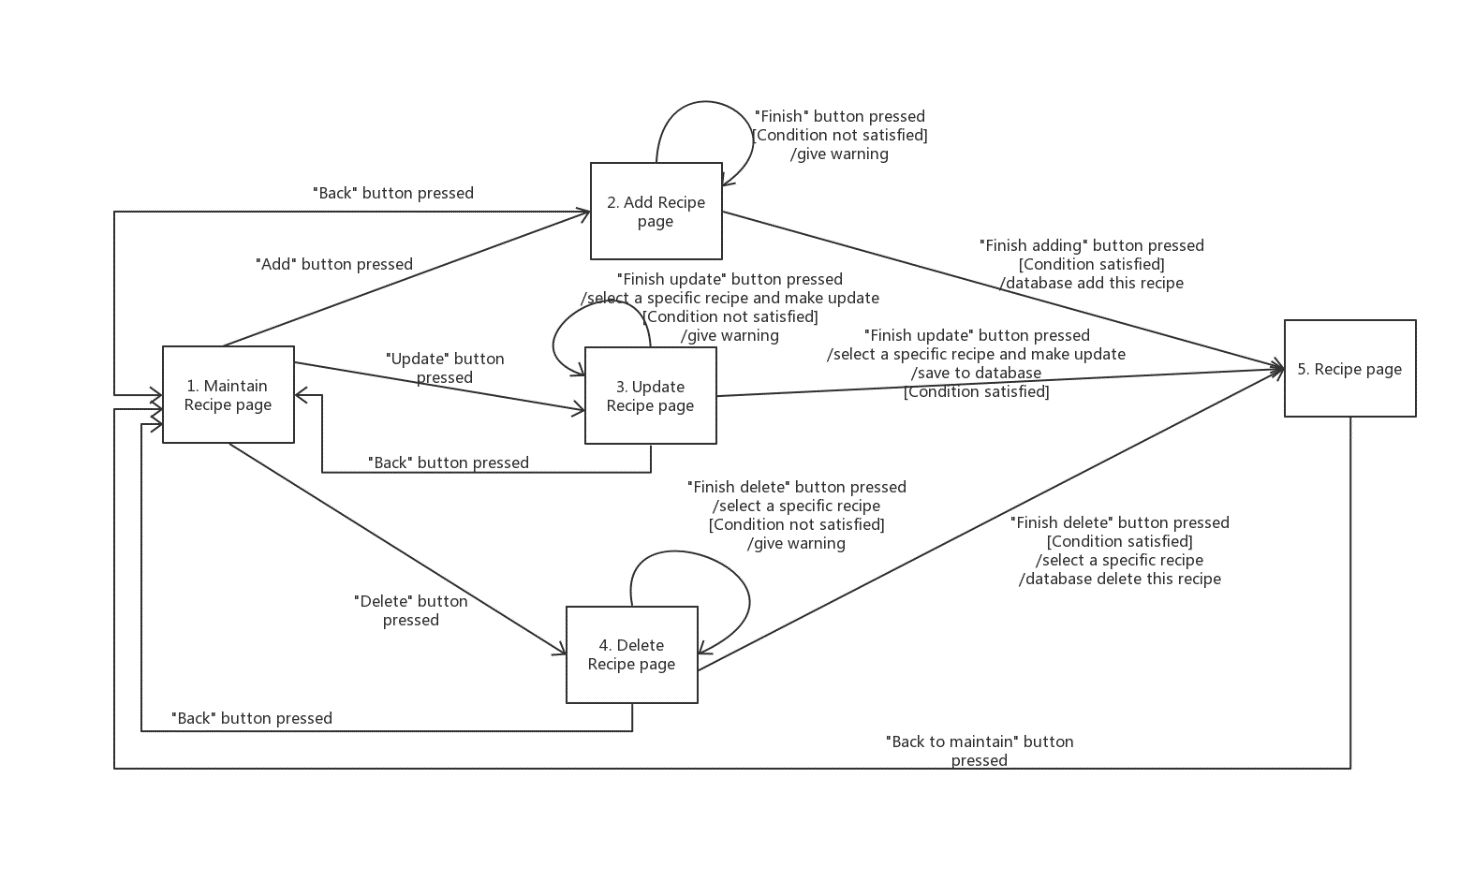 "Finish" button pressed
[Condition not satisfied]
/give warning
"Back" button pressed
2. Add Recipe
page
"Add" button pressed
"Finish adding" button pressed
[Condition satisfied]
/database add this recipe
"Finish update" button pressed
/select a specific recipe and make update
[Condition not satisfied]
/give warning
"Finish update" button pressed
/select a specific recipe and make update
/save to database
[Condition satisfied]
"Update" button
pressed
1. Maintain
Recipe page
3. Update
Recipe page
5. Recipe page
"Back" button pressed
"Finish delete" button pressed
/select a specific recipe
[Condition not satisfied]
/give warning
"Finish delete" button pressed
[Condition satisfied]
/select a specific recipe
/database delete this recipe
"Delete" button
pressed
4. Delete
Recipe page
"Back" button pressed
"Back to maintain" button
pressed